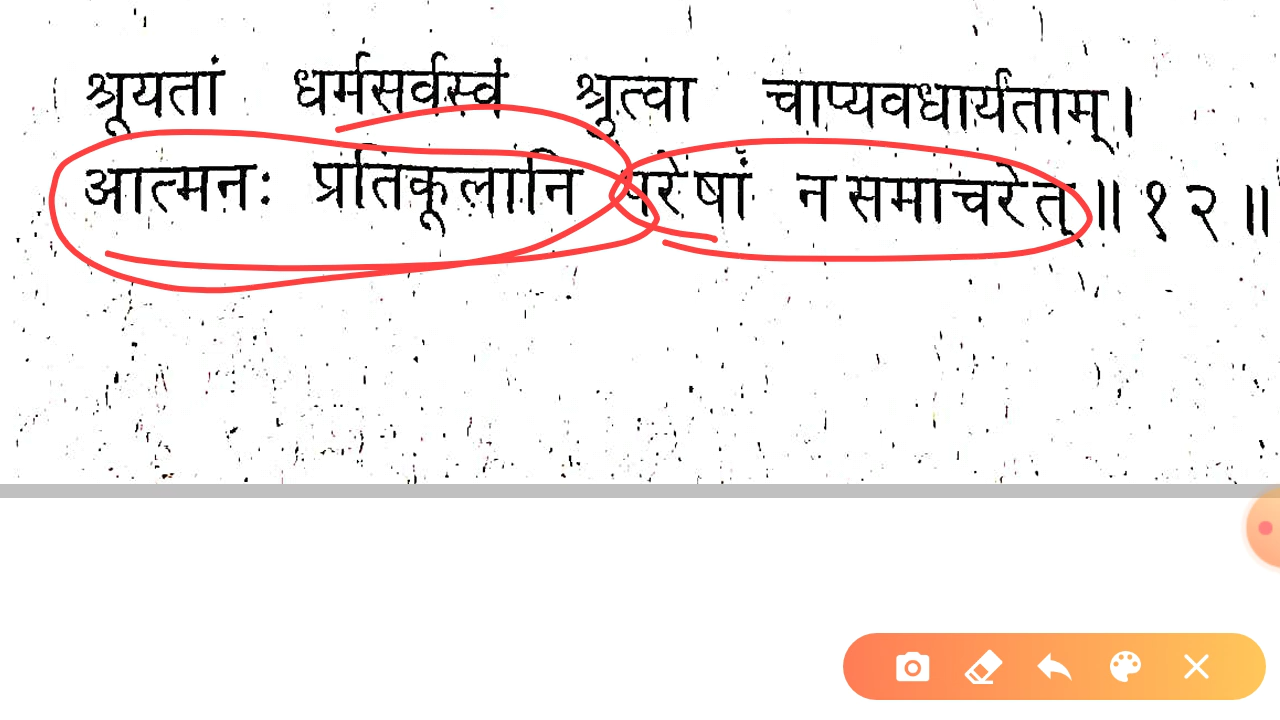 श्रूयतां धर्मसर्वस्वं श्रुत्वा चाप्यवधार्यताम् ।
आत्मनः प्रतिकूलानि परेषां न समाचरेत् ॥ १२ ॥